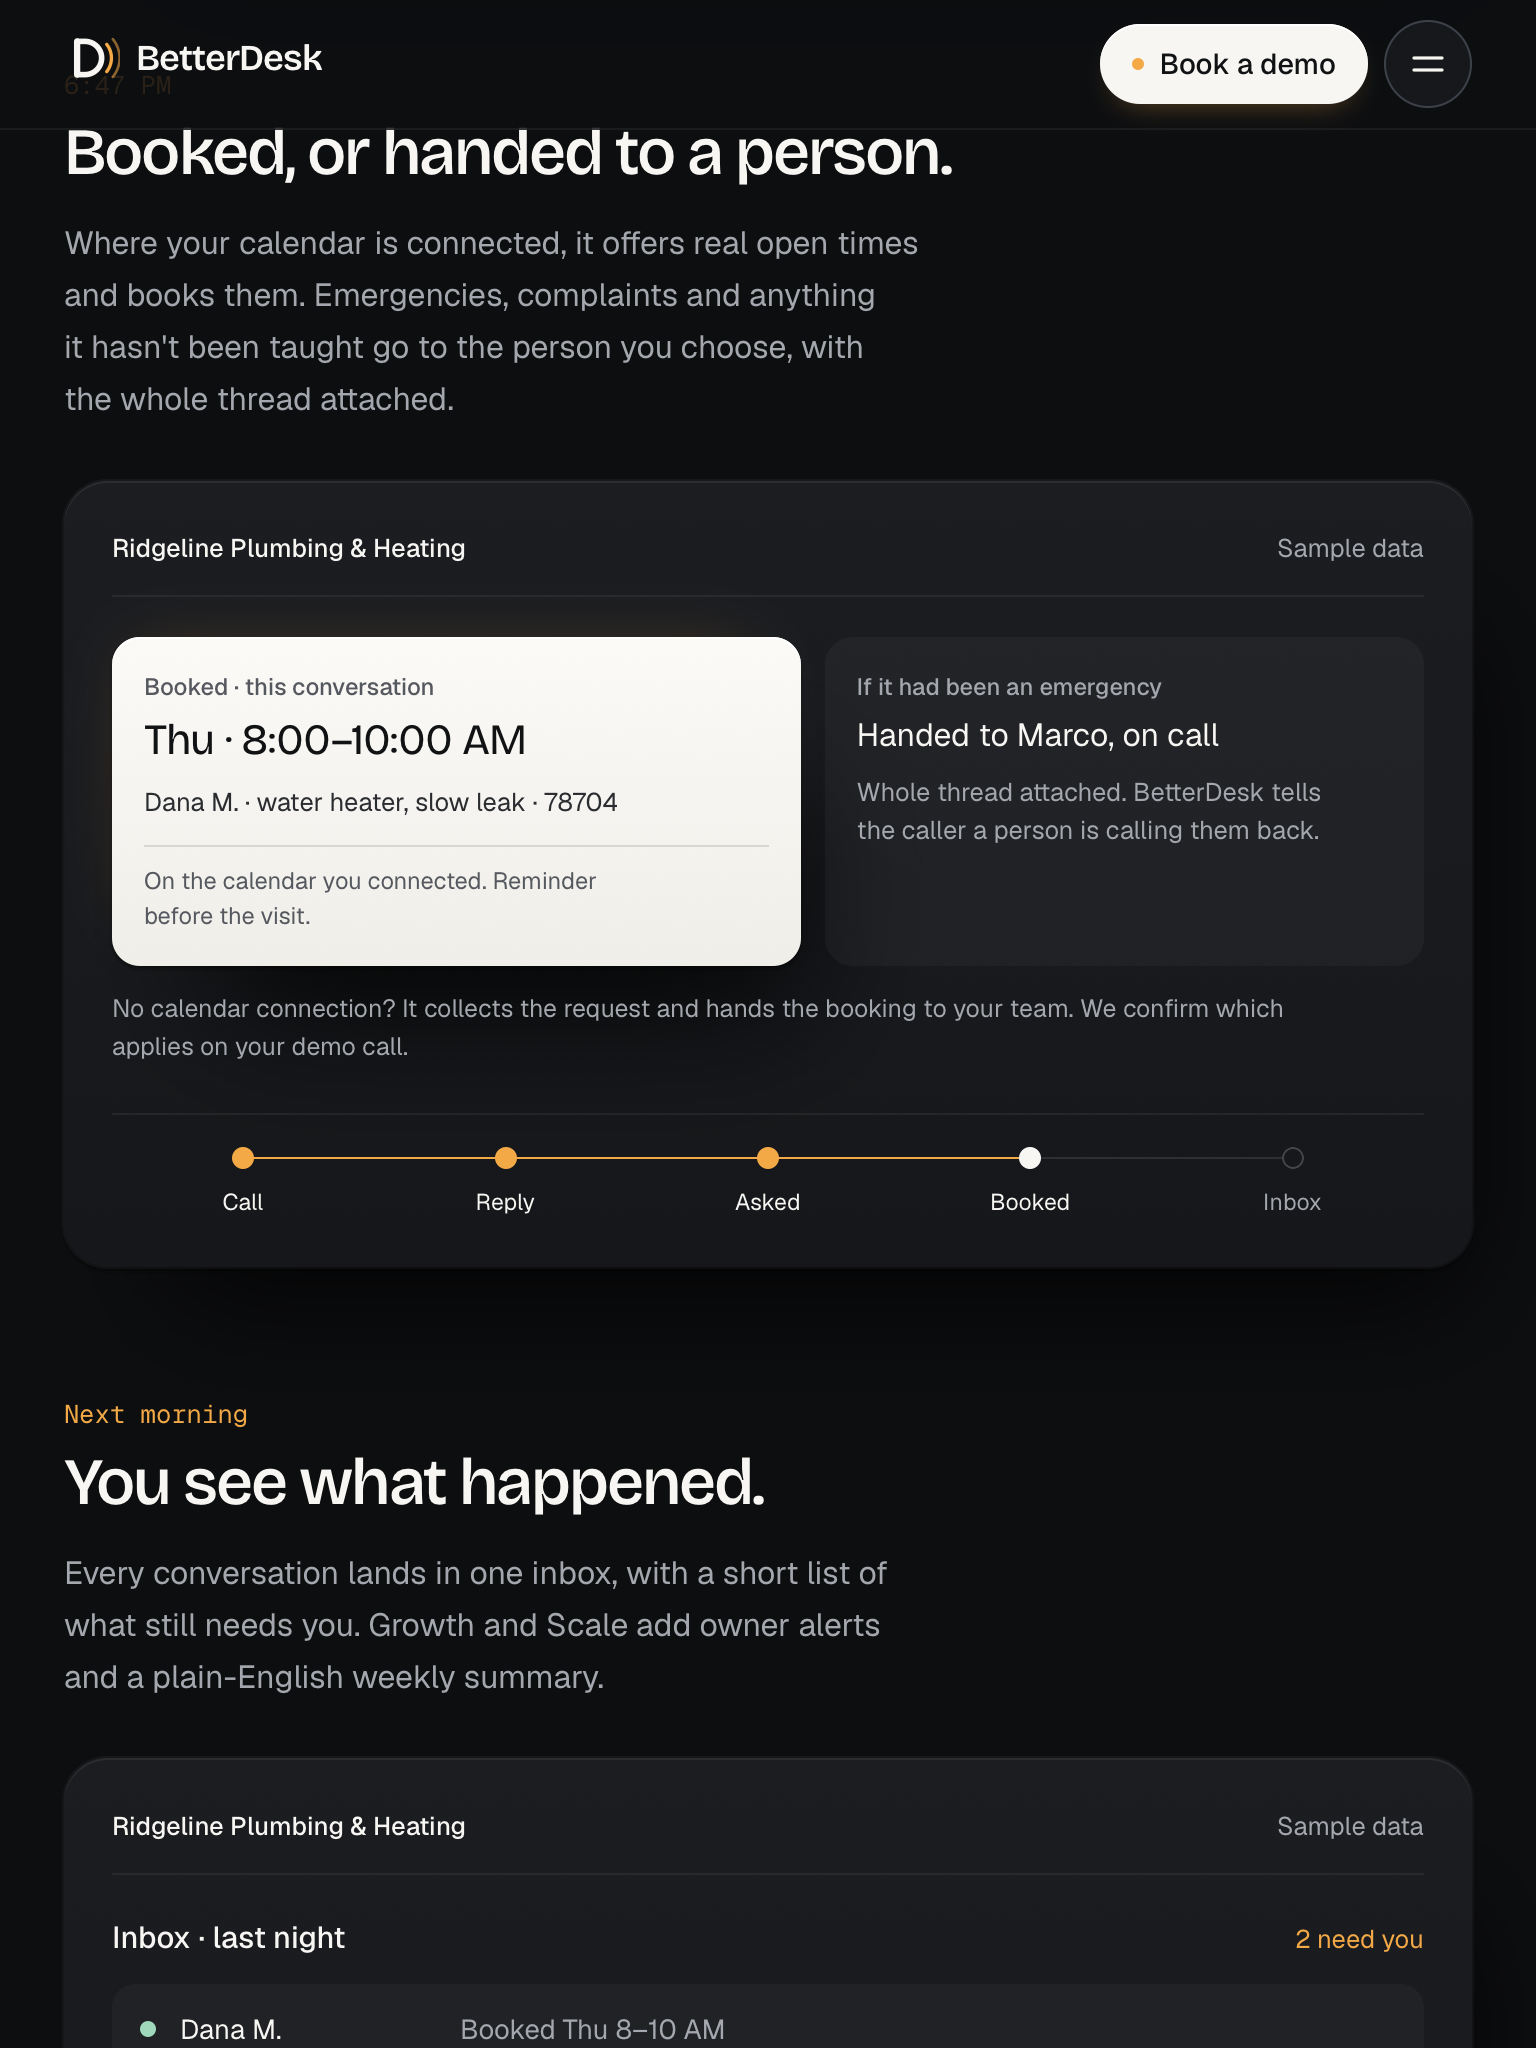 BetterDesk
Book a demo
6:47 PM
Booked, or handed to a person.
Where your calendar is connected, it offers real open times
and books them. Emergencies, complaints and anything
it hasn't been taught go to the person you choose, with
the whole thread attached.
Ridgeline Plumbing & Heating
Sample data
Booked · this conversation
Thu · 8:00–10:00 AM
Dana M. · water heater, slow leak · 78704
On the calendar you connected. Reminder
before the visit.
If it had been an emergency
Handed to Marco, on call
Whole thread attached. BetterDesk tells
the caller a person is calling them back.
No calendar connection? It collects the request and hands the booking to your team. We confirm which
applies on your demo call.
Call
Reply
Asked
Booked
Inbox
Next morning
You see what happened.
Every conversation lands in one inbox, with a short list of
what still needs you. Growth and Scale add owner alerts
and a plain-English weekly summary.
Ridgeline Plumbing & Heating
Sample data
Inbox · last night
2 need you
Dana M.
Booked Thu 8–10 AM